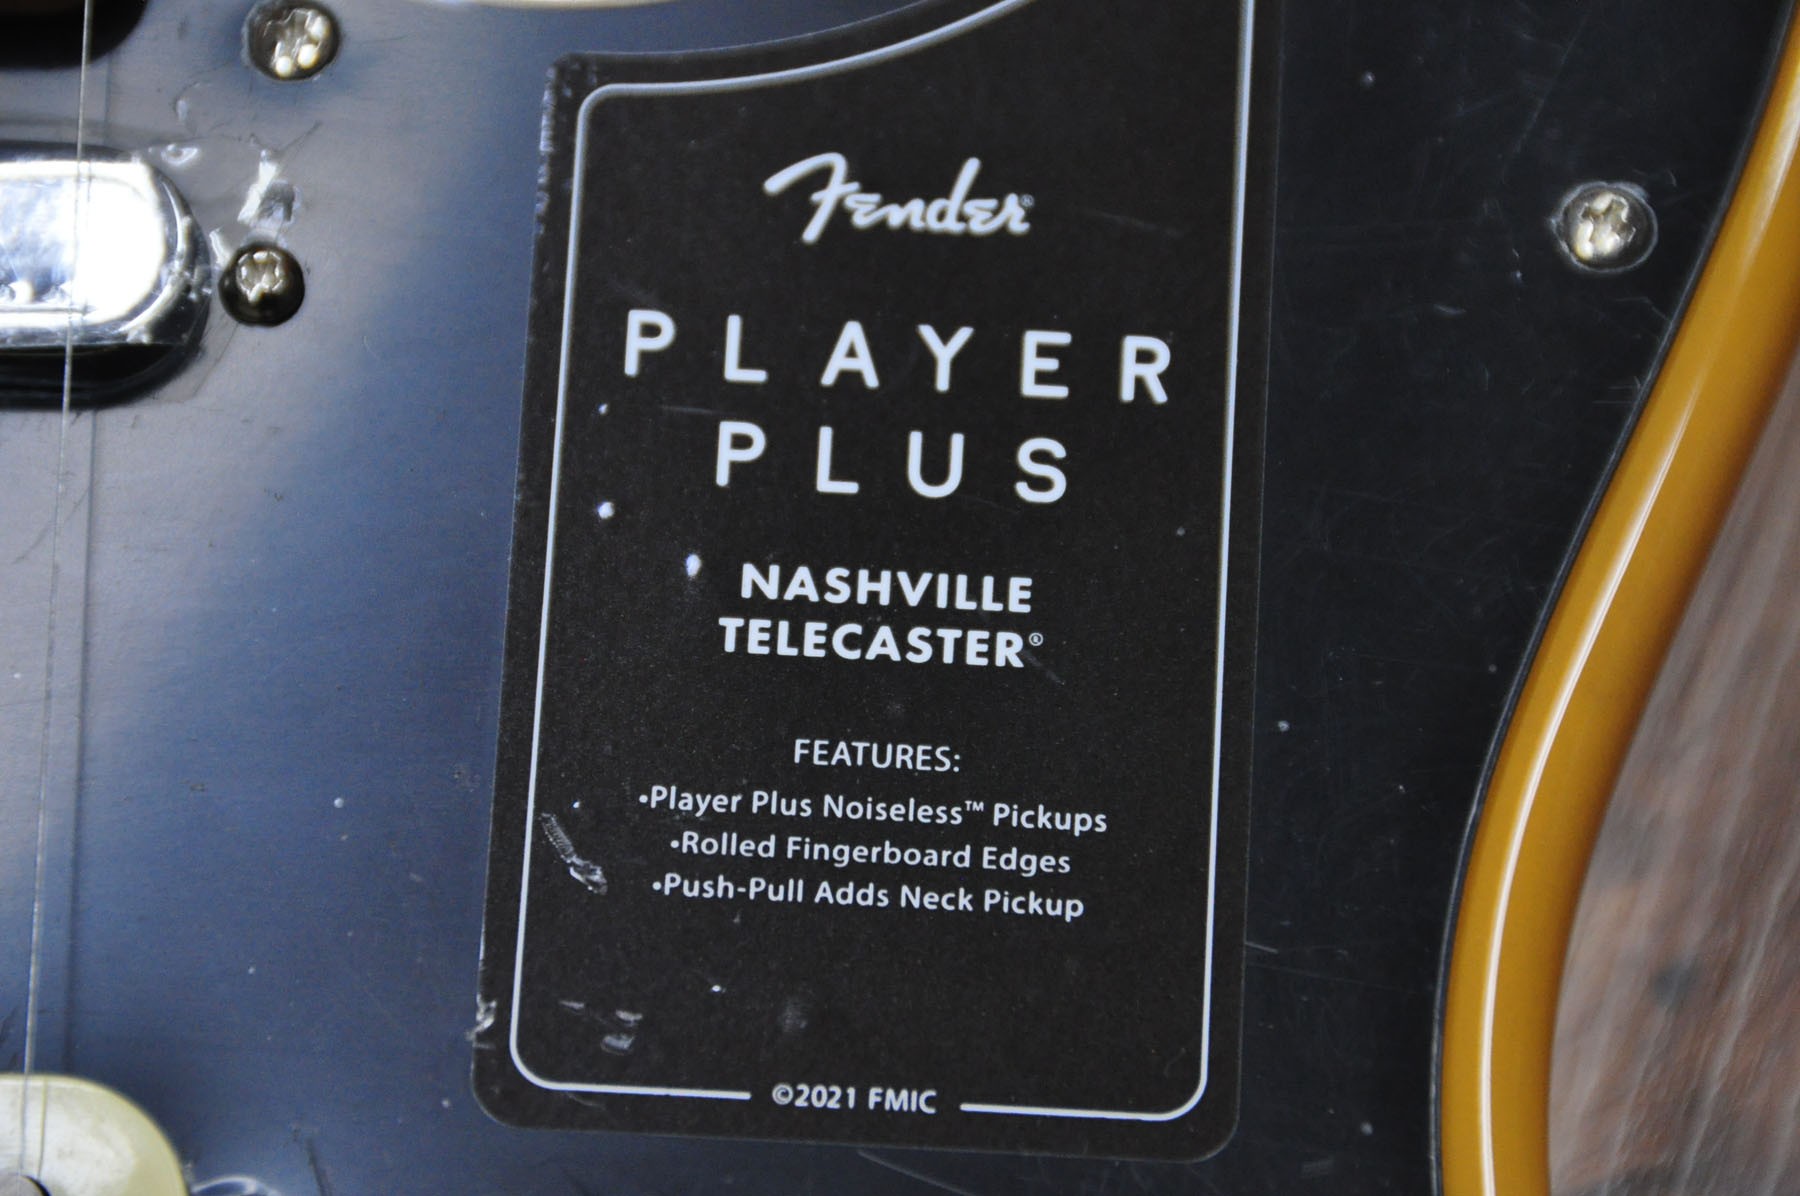 Fender®
PLAYER
PLUS
NASHVILLE
TELECASTER®
FEATURES:
•Player Plus Noiseless™ Pickups
•Rolled Fingerboard Edges
•Push-Pull Adds Neck Pickup
©2021 FMIC